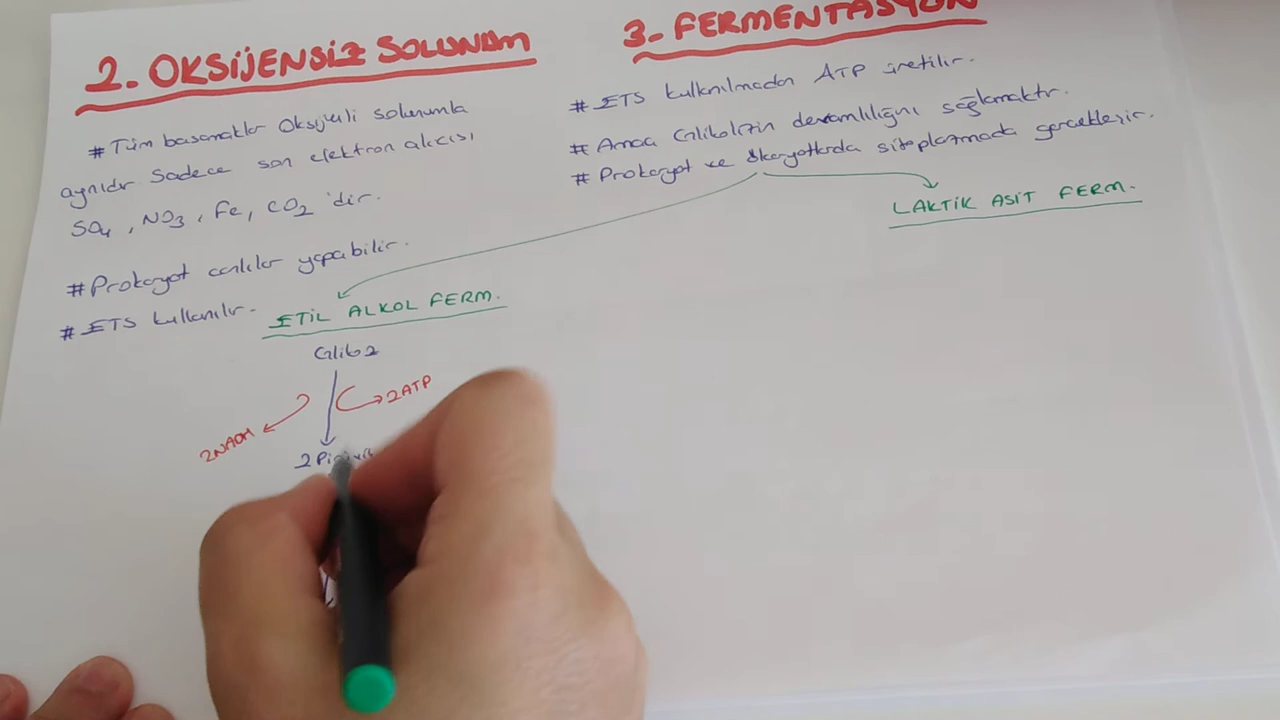 2. OKSİJENSİZ SOLUNUM
# Tüm basamaklar Oksijenli solunumla
aynıdır Sadece son elektron alıcısı
SO4, NO3, Fe, CO2 'dir.
# Prokaryot canlılar yapabilir.
# ETS kullanılır.
3- FERMENTASYON
# ETS kullanılmadan ATP üretilir.
# Amaç Glikolizin devamlılığını sağlamaktır.
# Prokaryot ve Ökaryotlarda sitoplazmada gerçekleşir.
ETİL ALKOL FERM.
LAKTİK ASİT FERM.
Glikoz
2ATP
2NADH
2